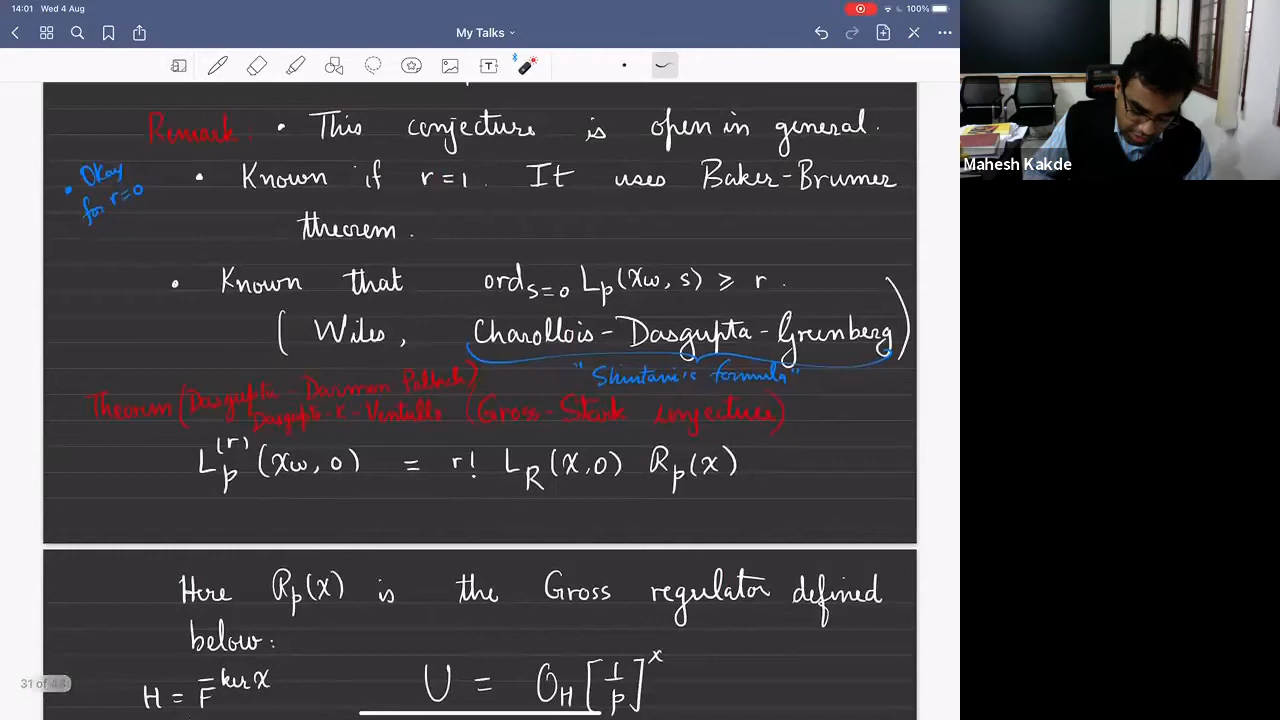 14:01 Wed 4 Aug
100%
My Talks
Remark: • This conjecture is open in general.
• Okay for r=0
• Known if r=1. It uses Baker-Brumer
theorem.
• Known that ord_{s=0} L_p(χω, s) ≥ r.
( Wiles, Charollois-Dasgupta-Greenberg )
"Shintani's formula"
Theorem (Dasgupta-Darmon Pollack
Dasgupta-K-Ventullo) (Gross-Stark conjecture)
L_p^{(r)}(χω, 0) = r! L_R(χ,0) R_p(χ)
Here R_p(χ) is the Gross regulator defined
below:
H = F̄^{ker χ} U = O_H[1/p]^×
31 of 48
Mahesh Kakde